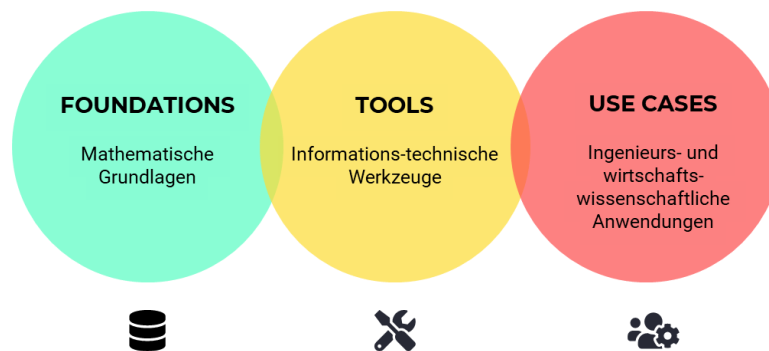 FOUNDATIONS
Mathematische
Grundlagen
TOOLS
Informations-technische
Werkzeuge
USE CASES
Ingenieurs- und
wirtschafts-
wissenschaftliche
Anwendungen